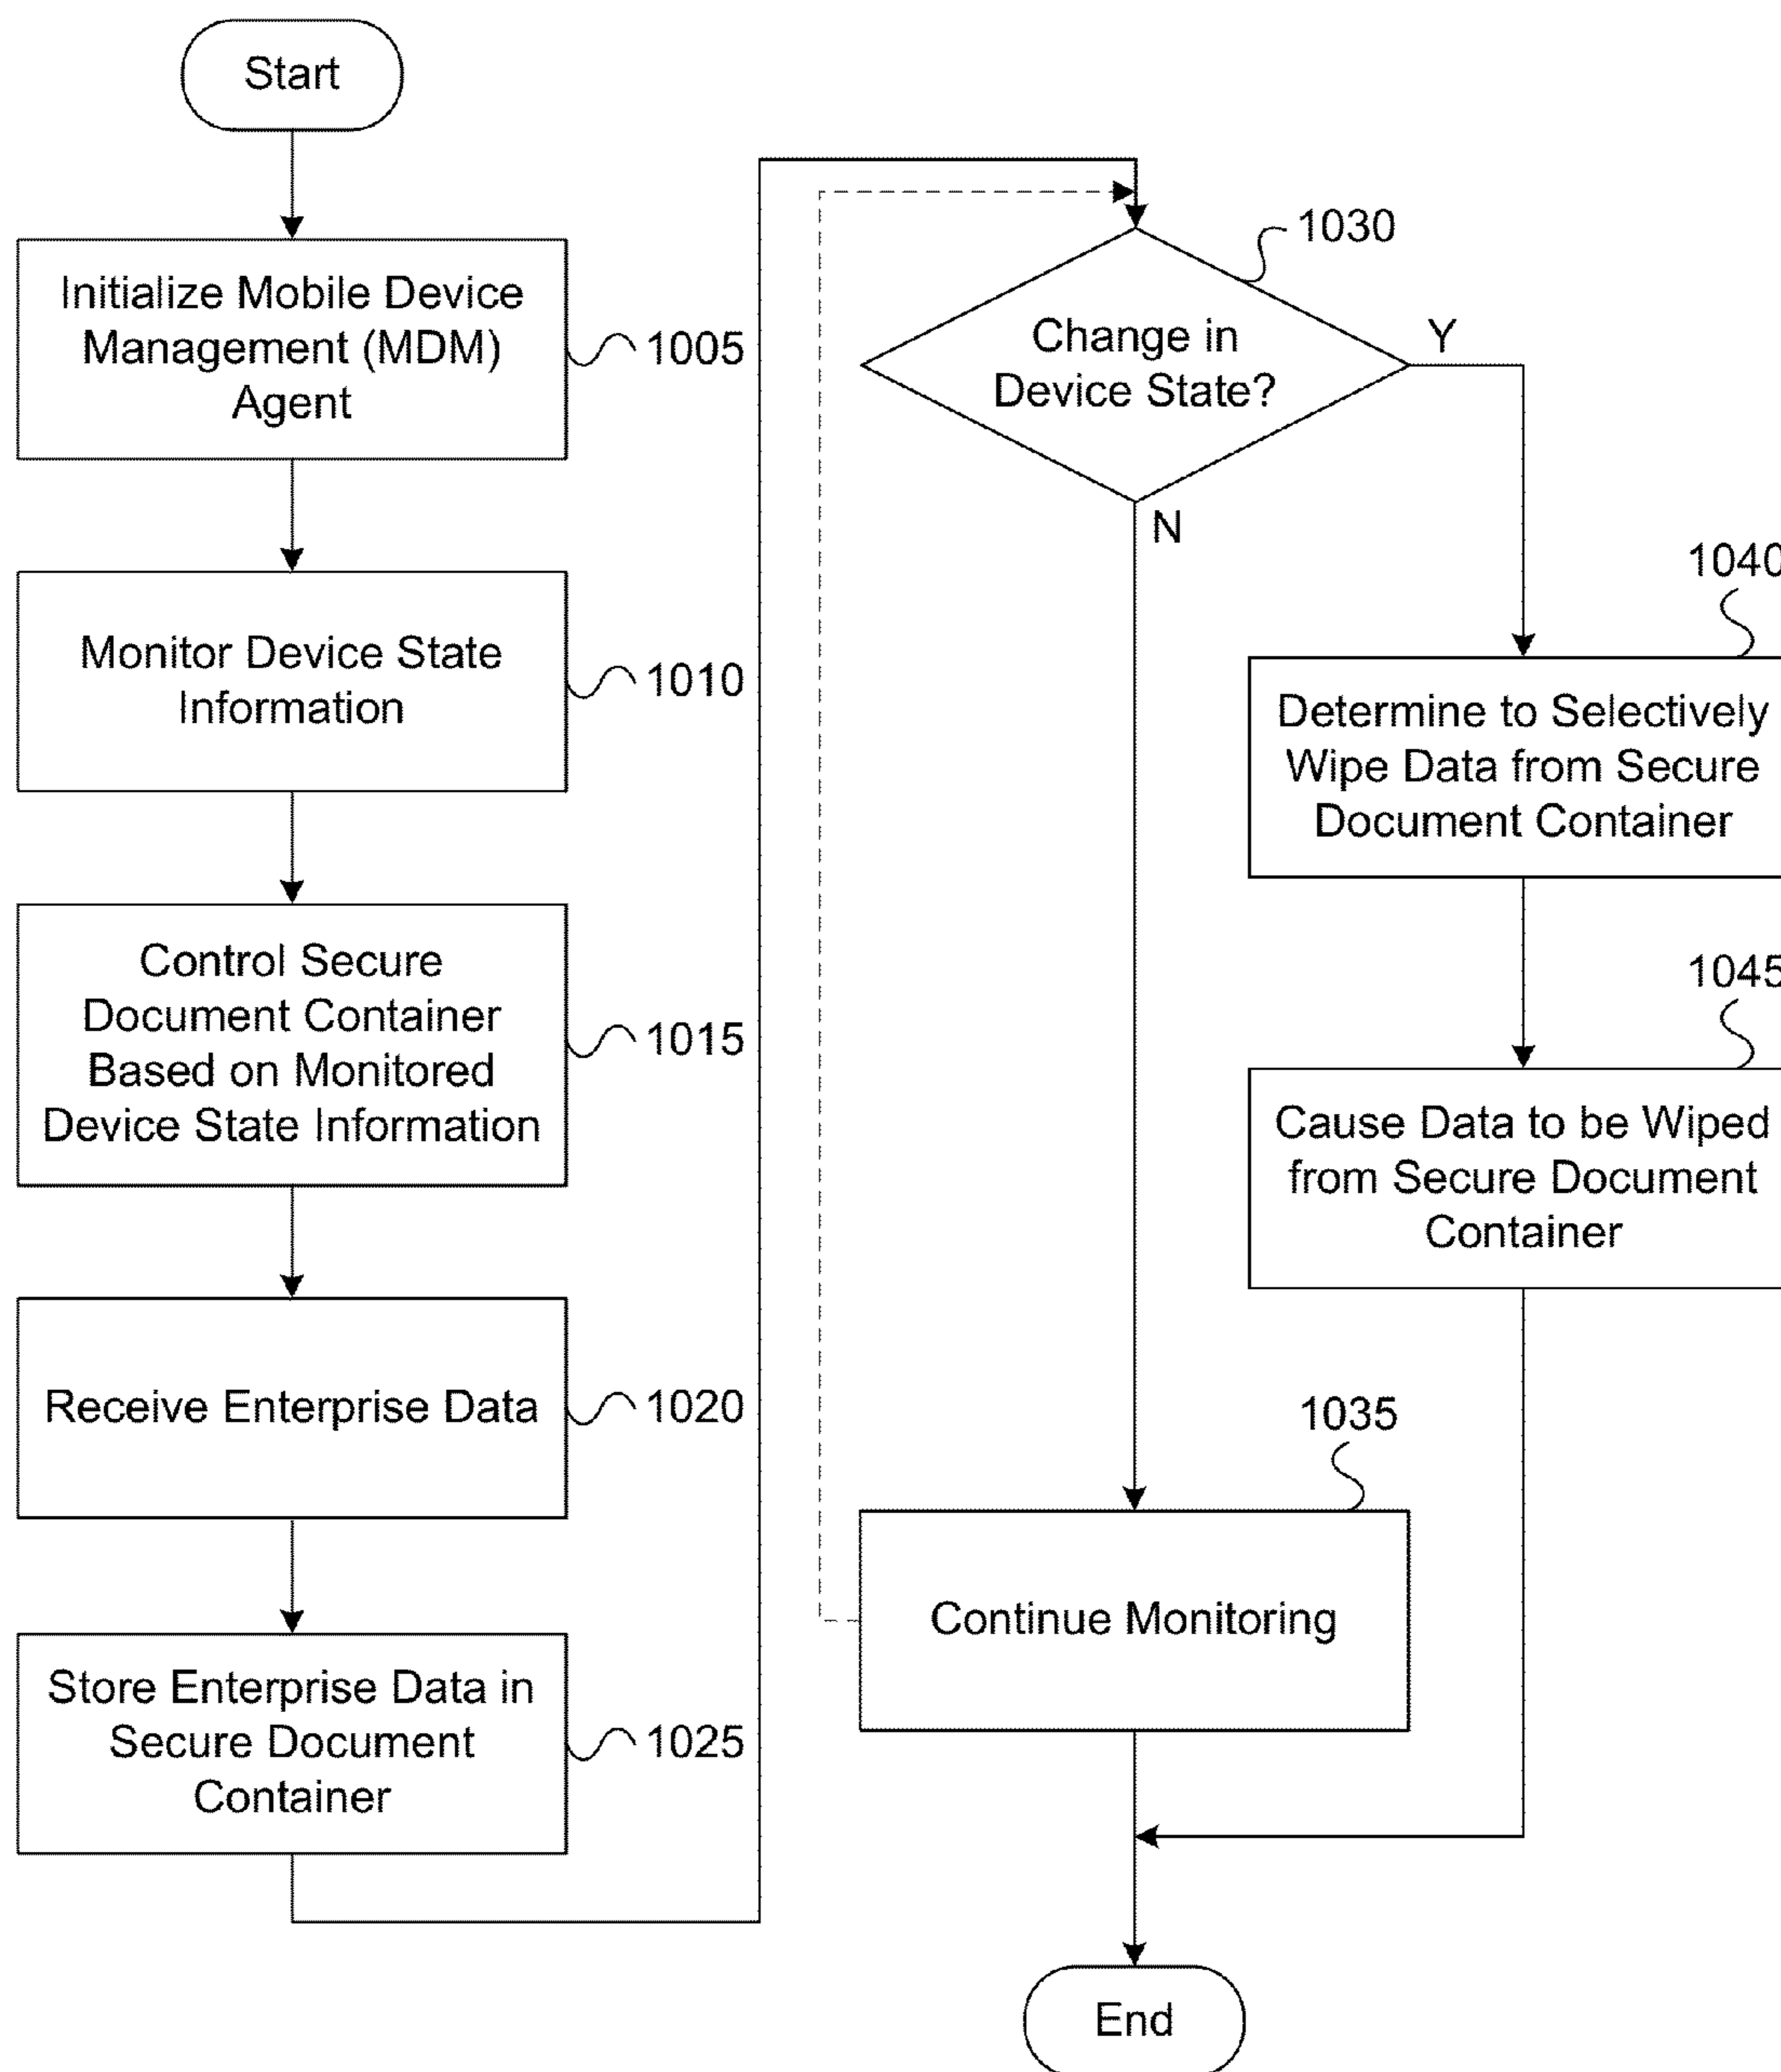 Start
Initialize Mobile Device
Management (MDM)
Agent
1005
Monitor Device State
Information
1010
Control Secure
Document Container
Based on Monitored
Device State Information
1015
Receive Enterprise Data
1020
Store Enterprise Data in
Secure Document
Container
1025
1030
Change in
Device State?
Y
N
1040
Determine to Selectively
Wipe Data from Secure
Document Container
1045
Cause Data to be Wiped
from Secure Document
Container
1035
Continue Monitoring
End